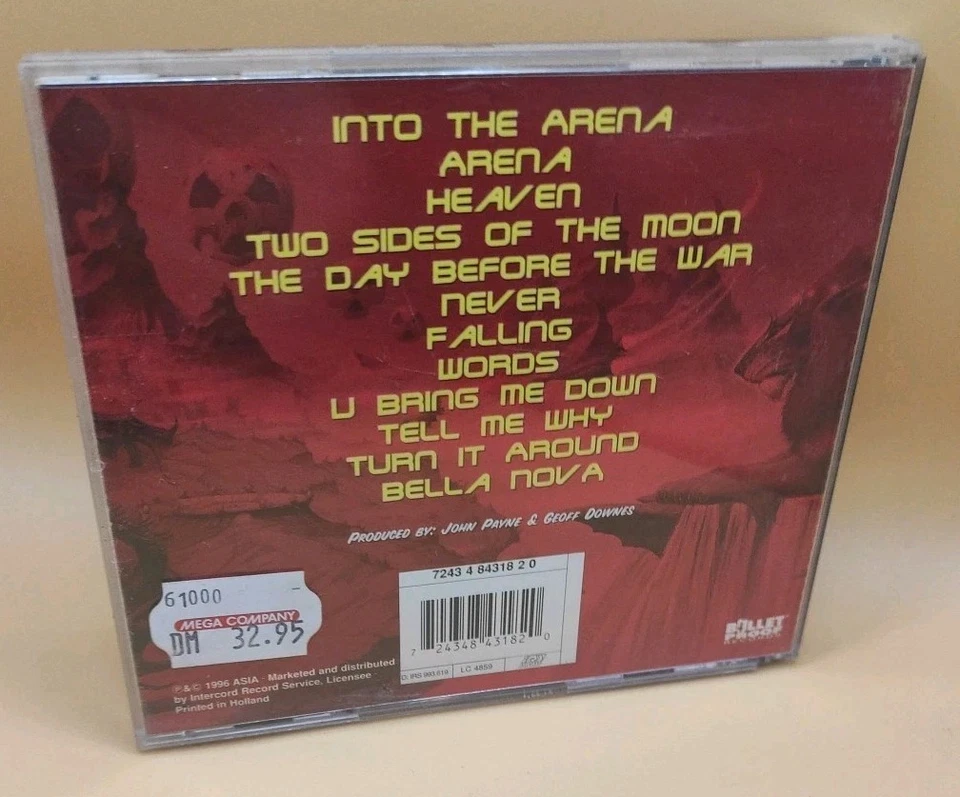 INTO THE ARENA
ARENA
HEAVEN
TWO SIDES OF THE MOON
THE DAY BEFORE THE WAR
NEVER
FALLING
WORDS
U BRING ME DOWN
TELL ME WHY
TURN IT AROUND
BELLA NOVA
PRODUCED BY: JOHN PAYNE & GEOFF DOWNES
61000 -
MEGA COMPANY
DM 32.95
7243 4 84318 2 0
7 24348 43182 0
D: IRS 993.619 LC 4859
BULLET
PROOF
RECORDS
℗&© 1996 ASIA · Marketed and distributed
by Intercord Record Service, Licensee
Printed in Holland